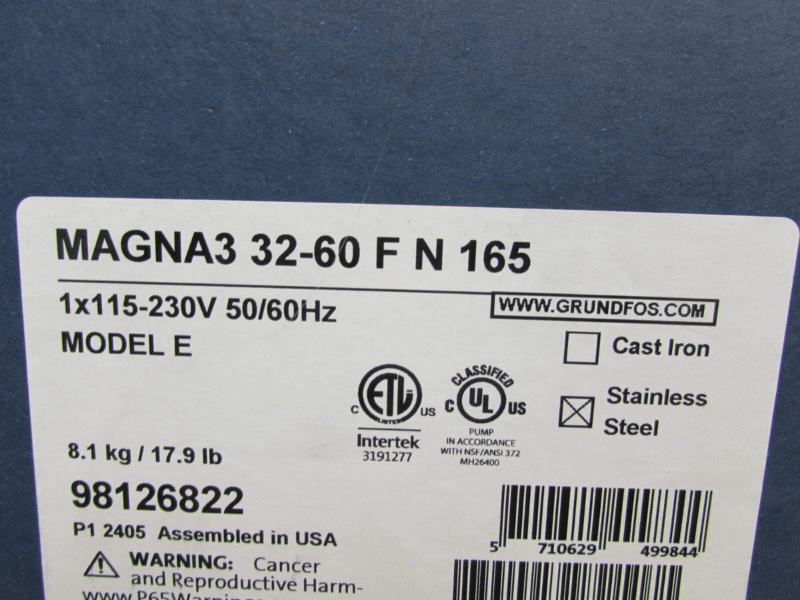 MAGNA3 32-60 F N 165
1x115-230V 50/60Hz
WWW.GRUNDFOS.COM
MODEL E
Cast Iron
Stainless
Steel
C ETL US
Intertek
3191277
CLASSIFIED
C UL US
PUMP
IN ACCORDANCE
WITH NSF/ANSI 372
MH26400
8.1 kg / 17.9 lb
98126822
P1 2405 Assembled in USA
5 710629 499844
WARNING: Cancer
and Reproductive Harm-